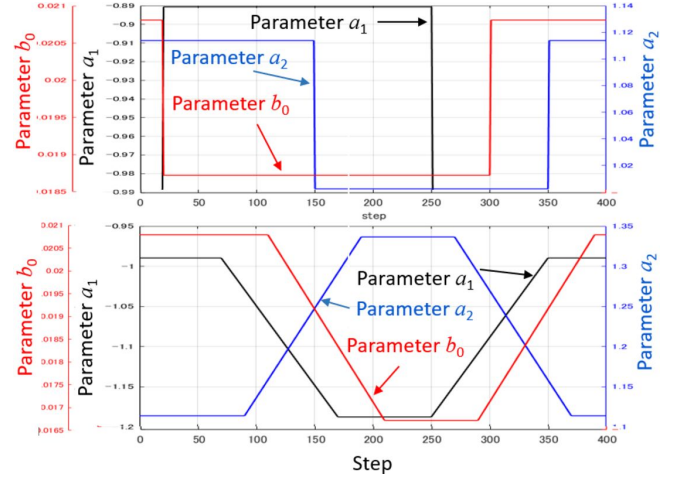 0.021
-0.89
1.14
-0.9
1.12
-0.91
0.02
-0.92
1.10
-0.93
1.08
-0.94
0.0195
-0.95
1.06
-0.96
1.04
0.019
-0.97
1.02
-0.98
1.01
0.0185
-0.99
Parameter b₀
Parameter a₁
Parameter a₁
Parameter a₂
Parameter b₀
Parameter a₂
0 50 100 150 200 250 300 350 400
step
0.021
-0.95
1.35
0.0205
-1
1.3
0.02
0.0195
-1.05
1.25
0.019
0.0185
-1.1
1.2
0.018
0.0175
-1.15
1.15
0.017
0.0165
-1.2
1.1
Parameter b₀
Parameter a₁
Parameter a₁
Parameter a₂
Parameter b₀
Parameter a₂
0 50 100 150 200 250 300 350 400
Step